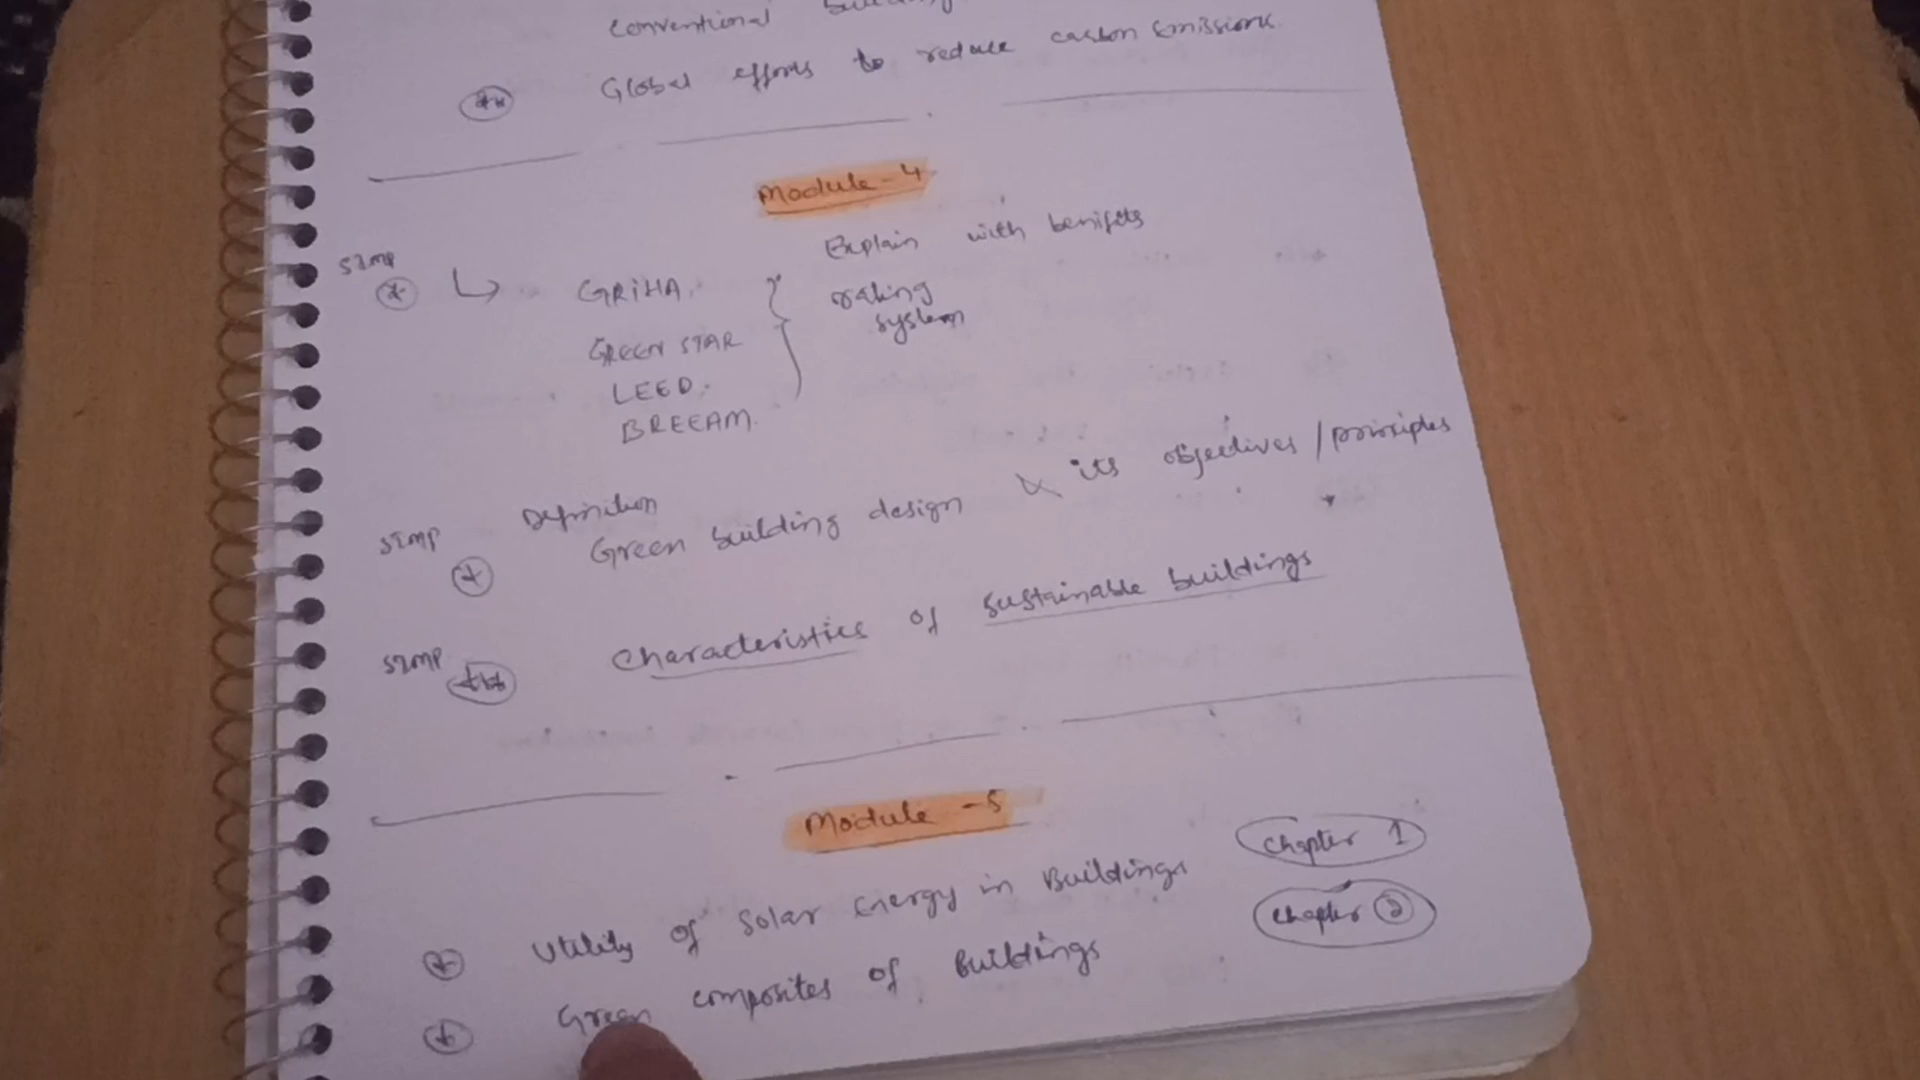 conventional
Global efforts to reduce carbon Emissions
**
Module-4
SImp
* ↳ GRIHA
Explain with benifits
rating
system
GREEN STAR
LEED.
BREEAM.
SImp
*
Definition
Green building design & its objectives / principles
SImp
***
Characteristics of sustainable buildings
Module -5
* Utility of Solar Energy in Buildings
Chapter 1
* Green composites of Buildings
Chapter 2